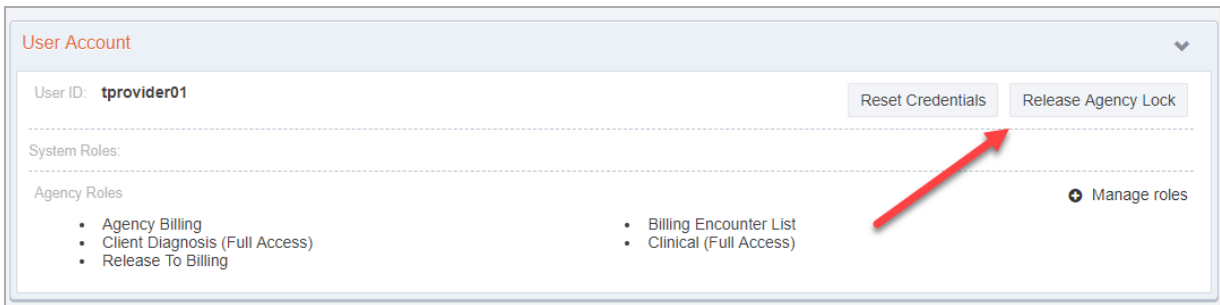 User Account
User ID: tprovider01
Reset Credentials Release Agency Lock
System Roles:
Agency Roles
Manage roles
• Agency Billing
• Client Diagnosis (Full Access)
• Release To Billing
• Billing Encounter List
• Clinical (Full Access)